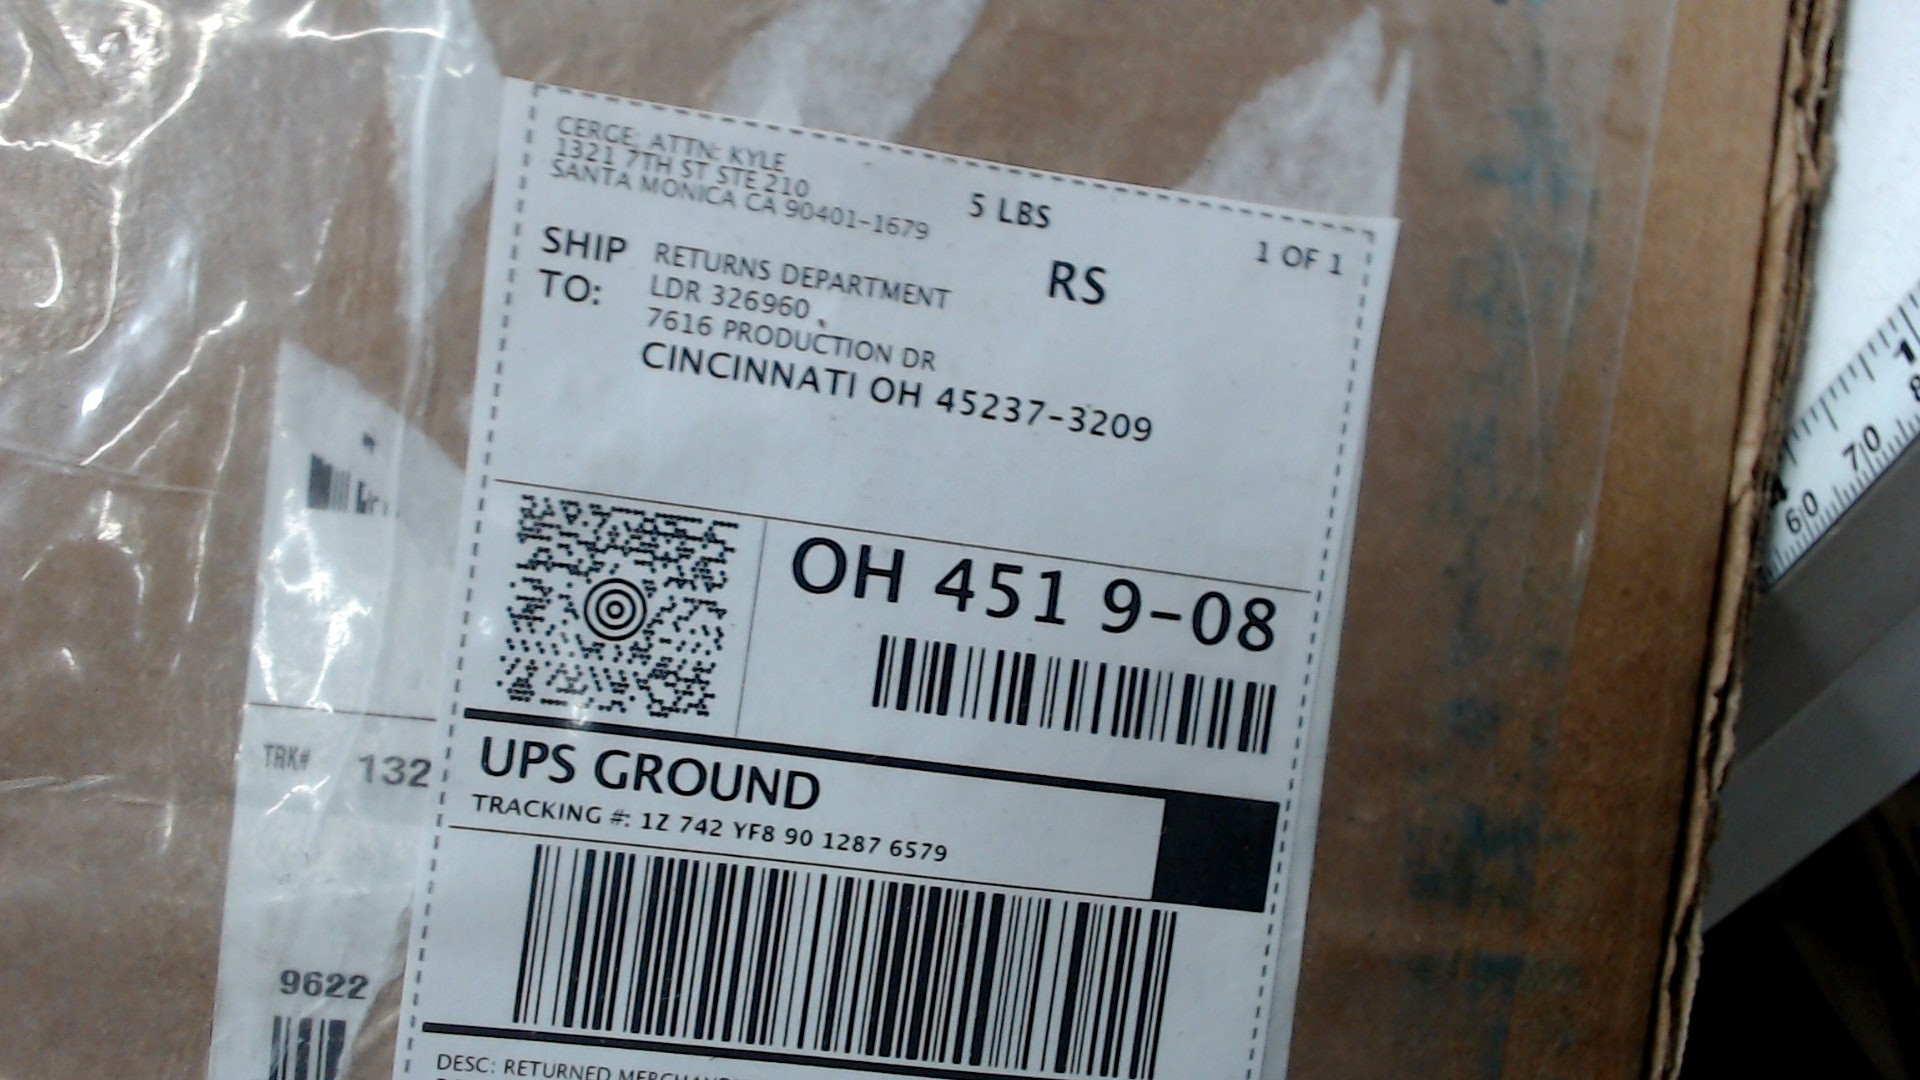 CERGE; ATTN: KYLE
1321 7TH ST STE 210
SANTA MONICA CA 90401-1679
5 LBS
1 OF 1
RS
SHIP TO:
RETURNS DEPARTMENT
LDR 326960
7616 PRODUCTION DR
CINCINNATI OH 45237-3209
OH 451 9-08
UPS GROUND
TRACKING #: 1Z 742 YF8 90 1287 6579
DESC: RETURNED
TRK# 132
9622
60
70